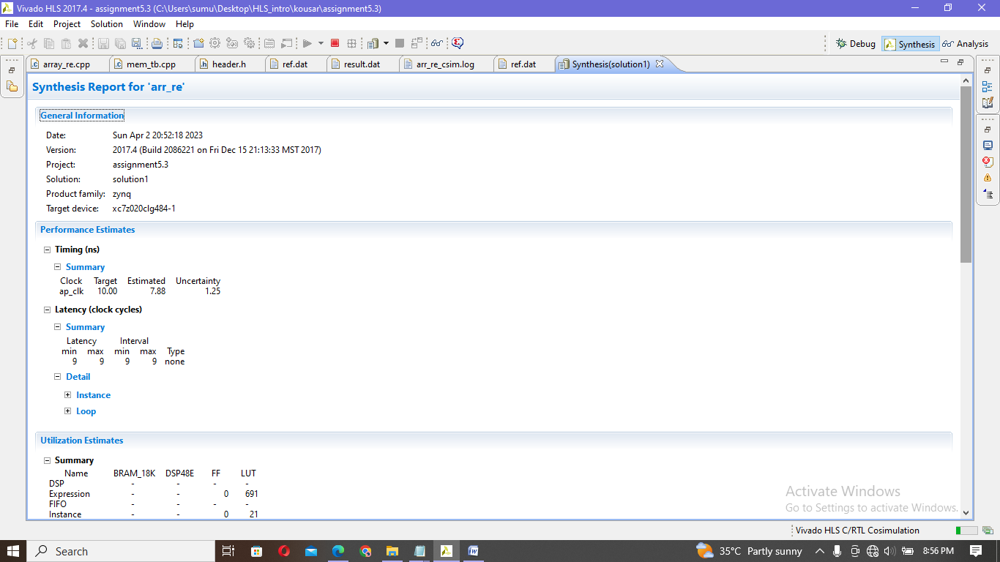 Vivado HLS 2017.4 - assignment5.3 (C:\Users\sumu\Desktop\HLS_intro\kousar\assignment5.3)
File Edit Project Solution Window Help
Debug Synthesis Analysis
array_re.cpp mem_tb.cpp header.h ref.dat result.dat arr_re_csim.log ref.dat Synthesis(solution1)
Synthesis Report for 'arr_re'
General Information
Date: Sun Apr 2 20:52:18 2023
Version: 2017.4 (Build 2086221 on Fri Dec 15 21:13:33 MST 2017)
Project: assignment5.3
Solution: solution1
Product family: zynq
Target device: xc7z020clg484-1
Performance Estimates
Timing (ns)
Summary
Clock Target Estimated Uncertainty
ap_clk 10.00 7.88 1.25
Latency (clock cycles)
Summary
Latency Interval
min max min max Type
9 9 9 9 none
Detail
Instance
Loop
Utilization Estimates
Summary
Name BRAM_18K DSP48E FF LUT
DSP - - - -
Expression - - 0 691
FIFO - - - -
Instance - - 0 21
Activate Windows
Go to Settings to activate Windows.
Vivado HLS C/RTL Cosimulation
Search 35°C Partly sunny 8:56 PM